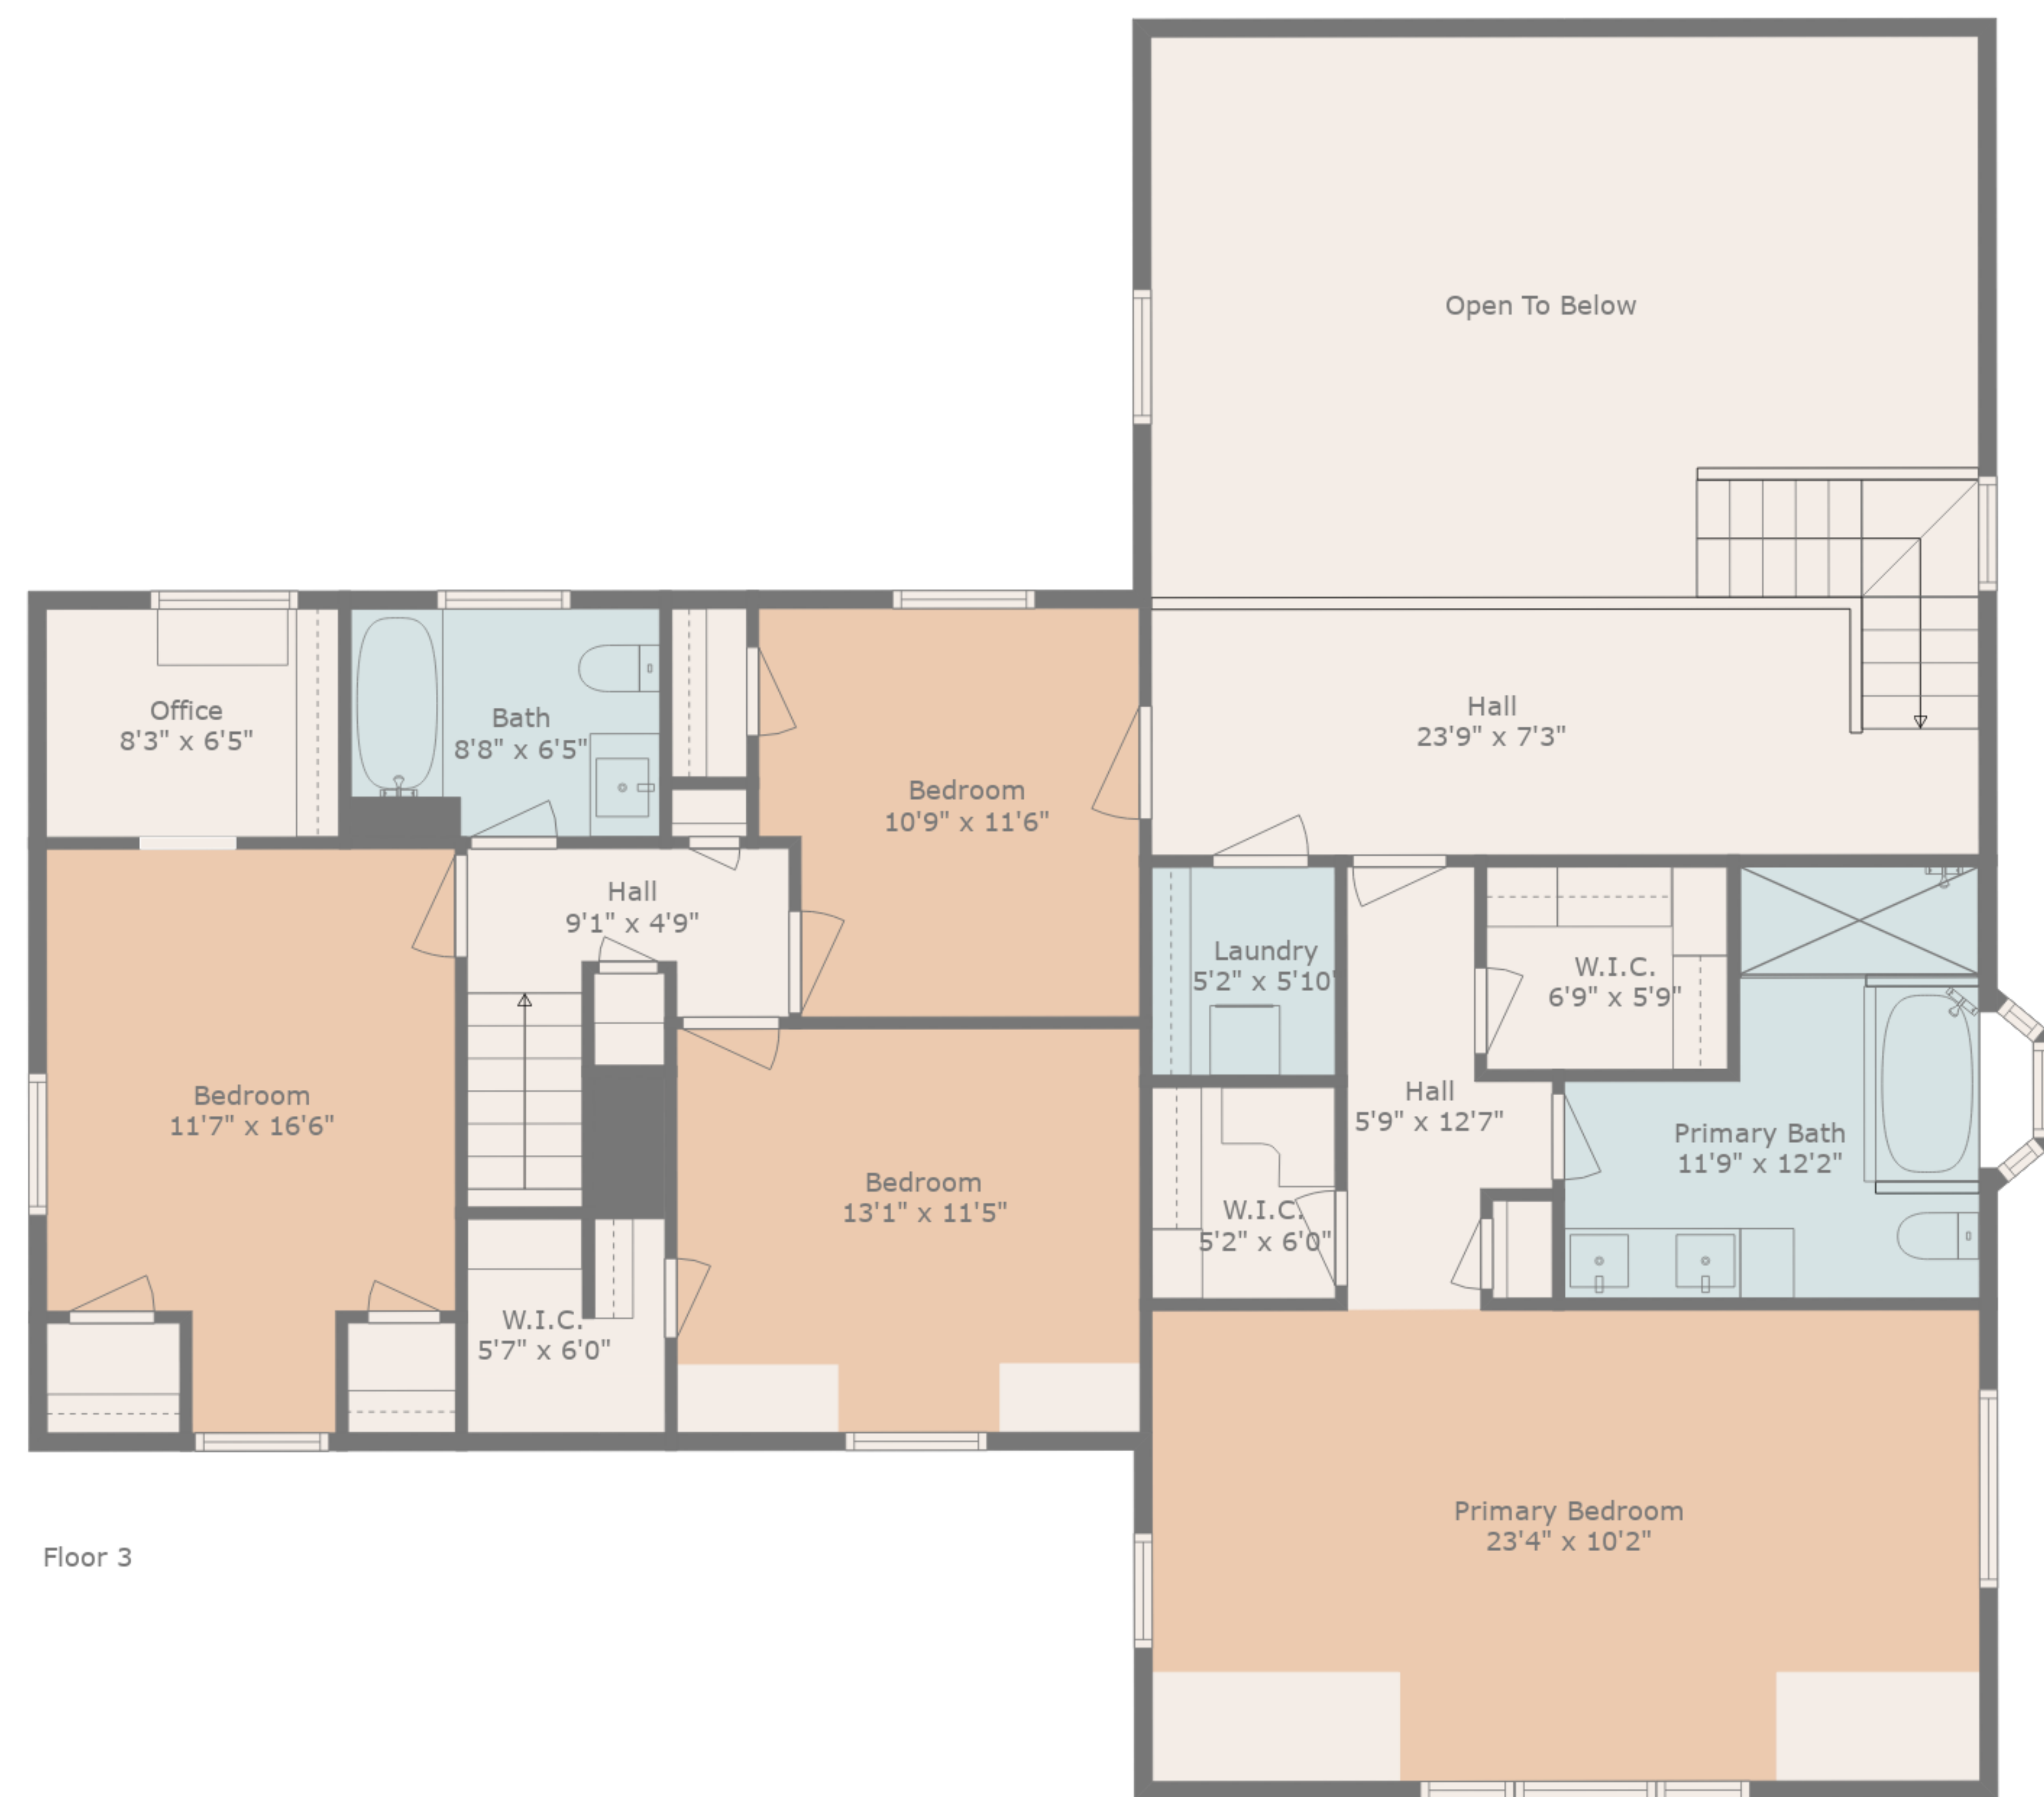 Open To Below
Office
8'3" x 6'5"
Bath
8'8" x 6'5"
Bedroom
10'9" x 11'6"
Hall
23'9" x 7'3"
Hall
9'1" x 4'9"
Laundry
5'2" x 5'10'
W.I.C.
6'9" x 5'9"
Bedroom
11'7" x 16'6"
Hall
5'9" x 12'7"
Primary Bath
11'9" x 12'2"
Bedroom
13'1" x 11'5"
W.I.C.
5'2" x 6'0"
W.I.C.
5'7" x 6'0"
Primary Bedroom
23'4" x 10'2"
Floor 3